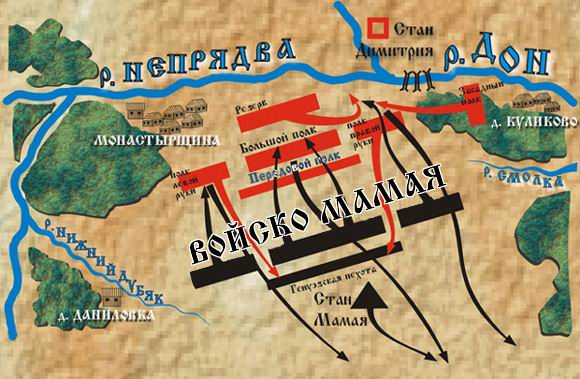 Стан
Димитрия
р. НЕПРЯДВА
р. ДОН
Резерв
Засадный
полк
д. КУЛИКОВО
МОНАСТЫРЩИНА
Большой полк
полк
правой
руки
Передовой полк
полк
левой
руки
р. СМОЛКА
ВОЙСКО МАМАЯ
р. НИЖНИЙ ДУБЯК
Генуэзская пехота
Стан
Мамая
д. ДАНИЛОВКА